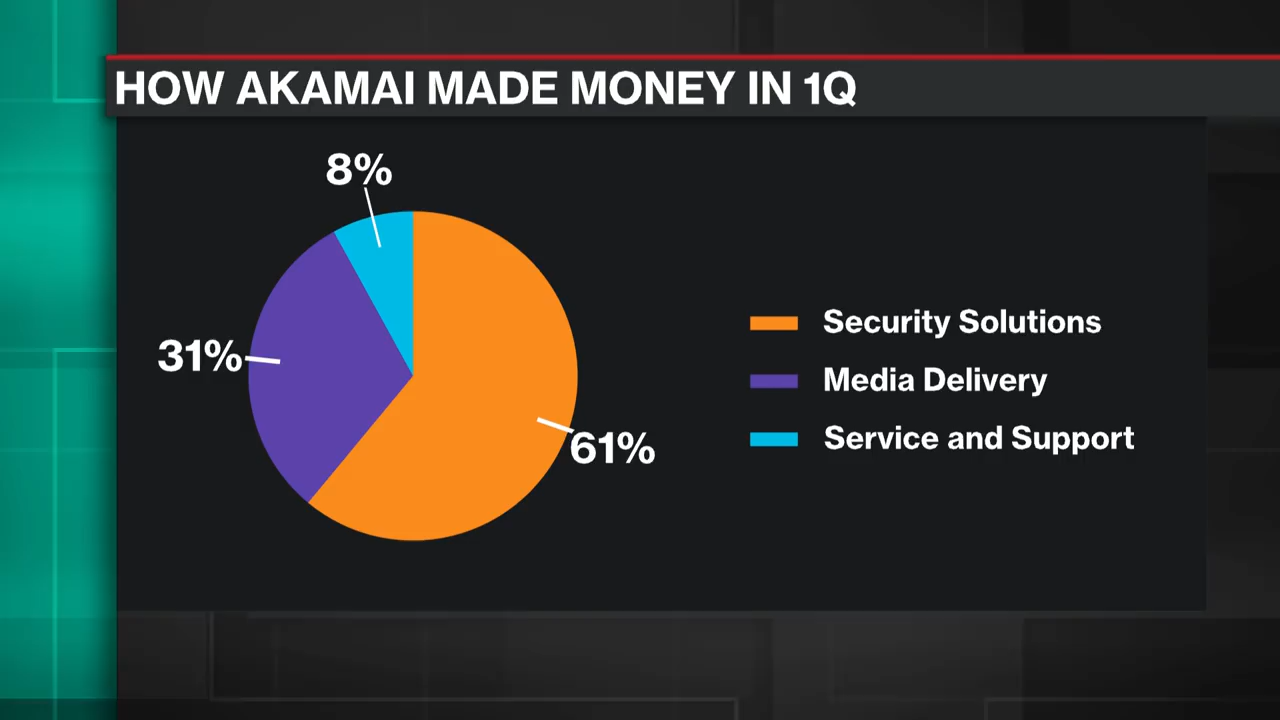 HOW AKAMAI MADE MONEY IN 1Q
8%
31%
61%
Security Solutions
Media Delivery
Service and Support